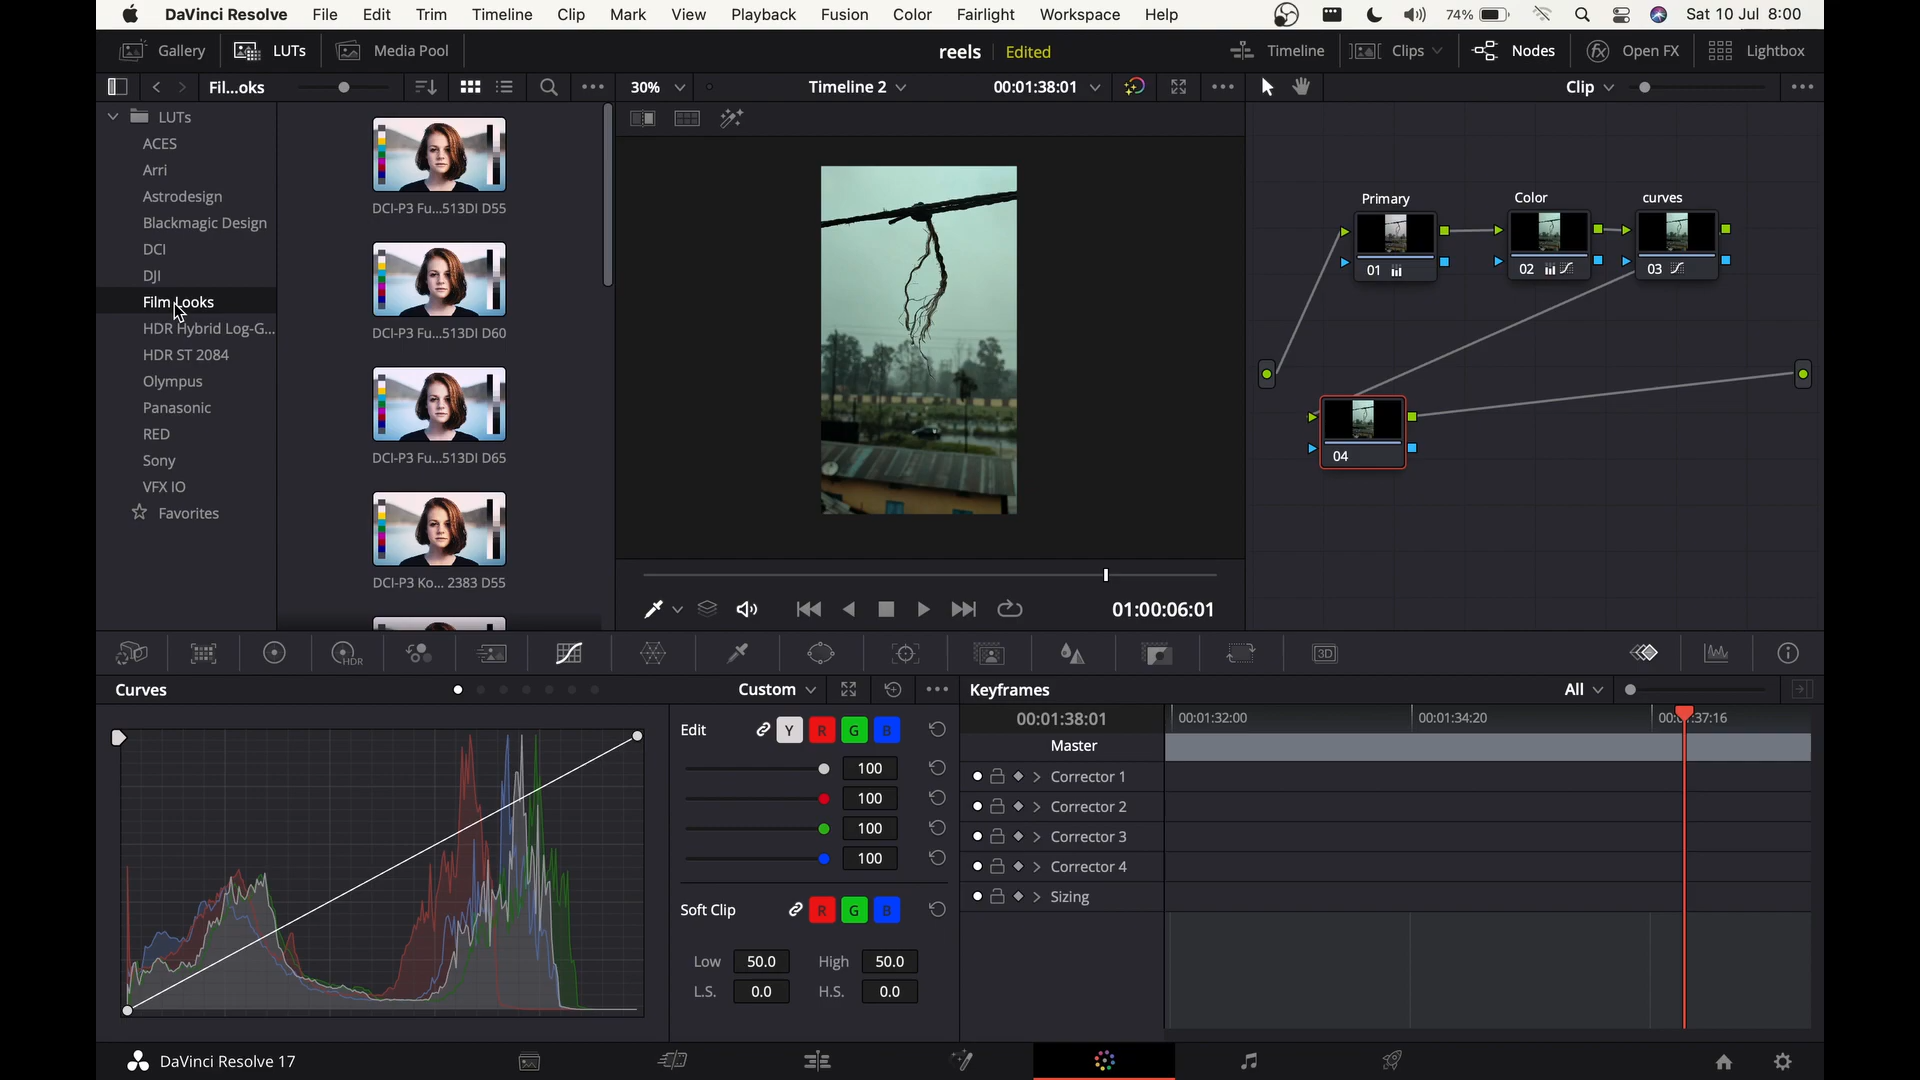 DaVinci Resolve File Edit Trim Timeline Clip Mark View Playback Fusion Color Fairlight Workspace Help 74% Sat 10 Jul 8:00
Gallery LUTs Media Pool reels Edited Timeline Clips Nodes Open FX Lightbox
Fil...oks 30% Timeline 2 00:01:38:01 Clip
LUTs
ACES
Arri
Astrodesign
Blackmagic Design
DCI
DJI
Film Looks
HDR Hybrid Log-G...
HDR ST 2084
Olympus
Panasonic
RED
Sony
VFX IO
Favorites
DCI-P3 Fu...513DI D55
DCI-P3 Fu...513DI D60
DCI-P3 Fu...513DI D65
DCI-P3 Ko... 2383 D55
Primary Color curves
01 02 03
04
01:00:06:01
HDR 3D
Curves Custom
Edit Y R G B
100
100
100
100
Soft Clip R G B
Low 50.0 High 50.0
L.S. 0.0 H.S. 0.0
Keyframes All
00:01:38:01 00:01:32:00 00:01:34:20 00:01:37:16
Master
Corrector 1
Corrector 2
Corrector 3
Corrector 4
Sizing
DaVinci Resolve 17